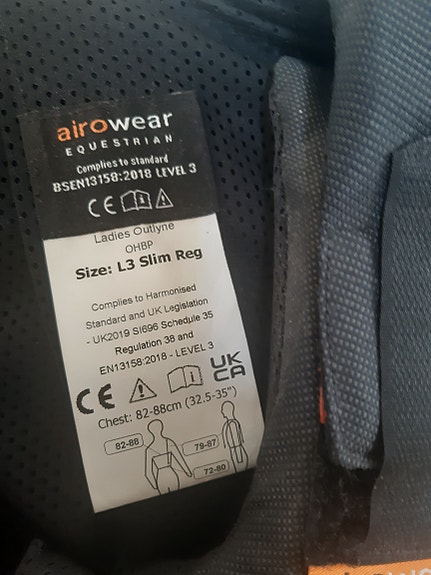 airowear
EQUESTRIAN
Complies to standard
BSEN13158:2018 LEVEL 3
CE
Ladies Outlyne
OHBP
Size: L3 Slim Reg
Complies to Harmonised
Standard and UK Legislation
- UK2019 SI696 Schedule 35
Regulation 38 and
EN13158:2018 - LEVEL 3
CE
UK
CA
Chest: 82-88cm (32.5-35")
82-88
79-87
72-80